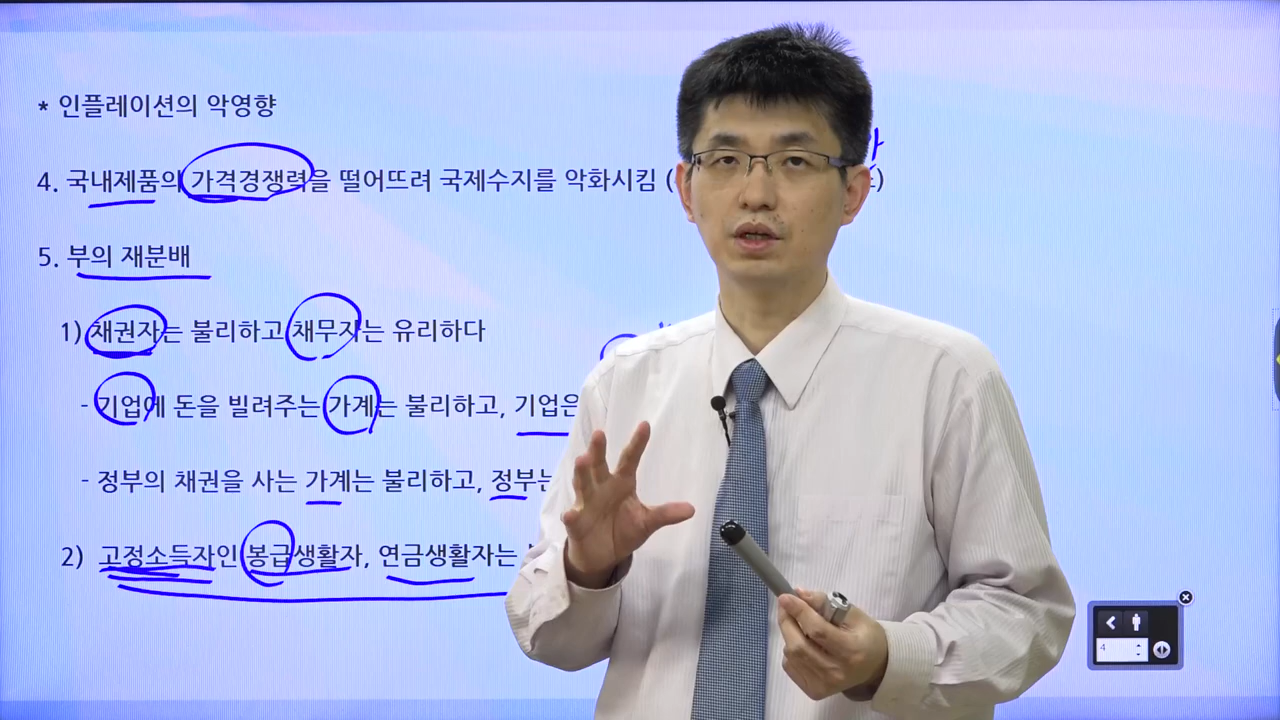 * 인플레이션의 악영향
4. 국내제품의 가격경쟁력을 떨어뜨려 국제수지를 악화시킴 ( )
5. 부의 재분배
1) 채권자는 불리하고 채무자는 유리하다
- 기업에 돈을 빌려주는 가계는 불리하고, 기업은
- 정부의 채권을 사는 가계는 불리하고, 정부는
2) 고정소득자인 봉급생활자, 연금생활자는
4